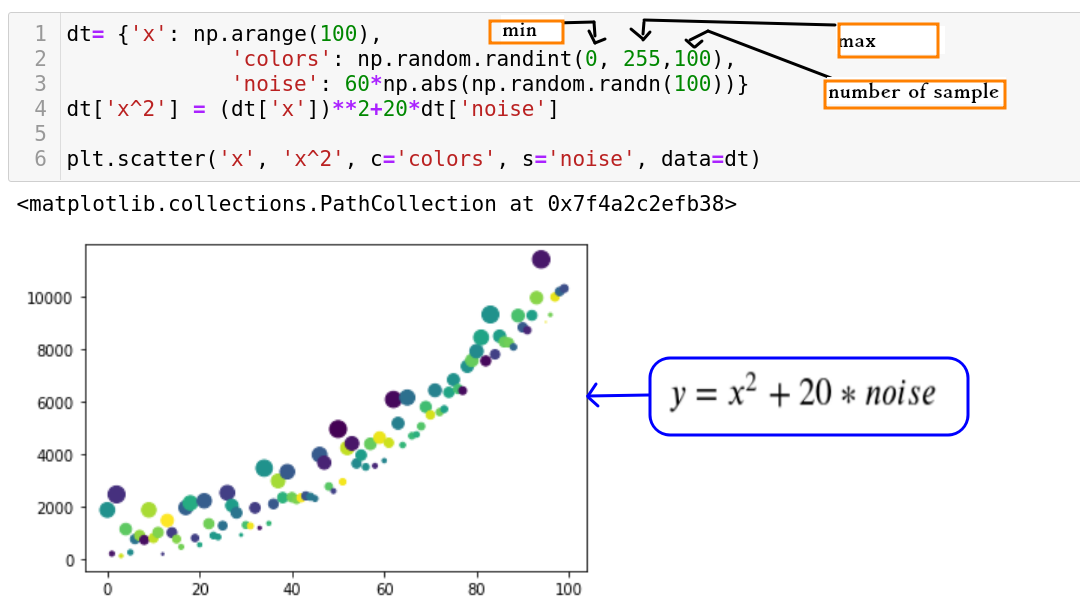 min
max
number of sample
1 dt= {'x': np.arange(100),
2 'colors': np.random.randint(0, 255,100),
3 'noise': 60*np.abs(np.random.randn(100))}
4 dt['x^2'] = (dt['x'])**2+20*dt['noise']
5
6 plt.scatter('x', 'x^2', c='colors', s='noise', data=dt)
<matplotlib.collections.PathCollection at 0x7f4a2c2efb38>
10000
8000
6000
4000
2000
0
0 20 40 60 80 100
y = x² + 20 * noise